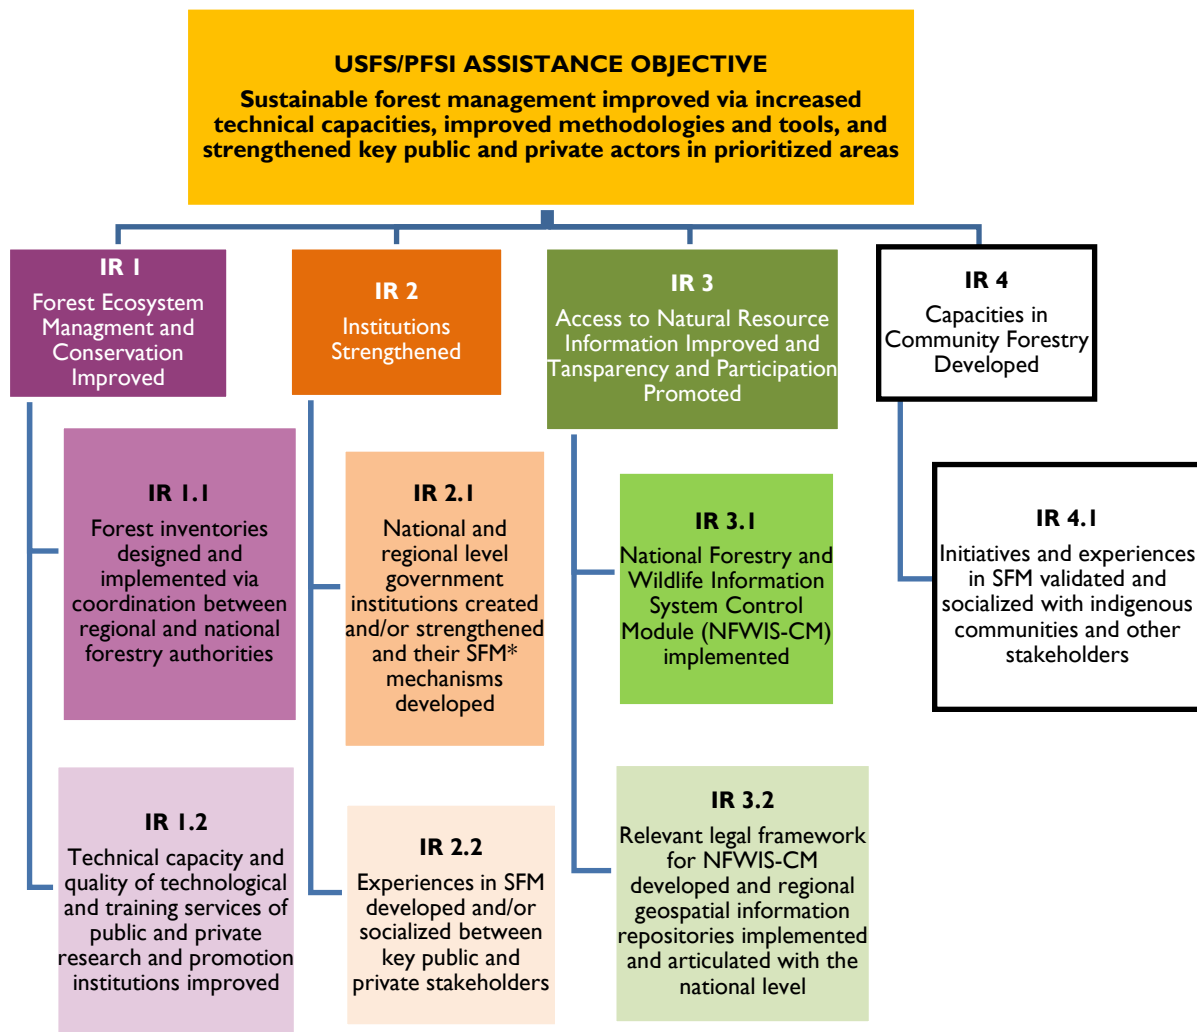 USFS/PFSI ASSISTANCE OBJECTIVE
Sustainable forest management improved via increased
technical capacities, improved methodologies and tools, and
strengthened key public and private actors in prioritized areas
IR 1
Forest Ecosystem
Managment and
Conservation
Improved
IR 1.1
Forest inventories
designed and
implemented via
coordination between
regional and national
forestry authorities
IR 1.2
Technical capacity and
quality of technological
and training services of
public and private
research and promotion
institutions improved
IR 2
Institutions
Strengthened
IR 2.1
National and
regional level
government
institutions created
and/or strengthened
and their SFM*
mechanisms
developed
IR 2.2
Experiences in SFM
developed and/or
socialized between
key public and
private stakeholders
IR 3
Access to Natural Resource
Information Improved and
Tansparency and Participation
Promoted
IR 3.1
National Forestry and
Wildlife Information
System Control
Module (NFWIS-CM)
implemented
IR 3.2
Relevant legal framework
for NFWIS-CM
developed and regional
geospatial information
repositories implemented
and articulated with the
national level
IR 4
Capacities in
Community Forestry
Developed
IR 4.1
Initiatives and experiences
in SFM validated and
socialized with indigenous
communities and other
stakeholders